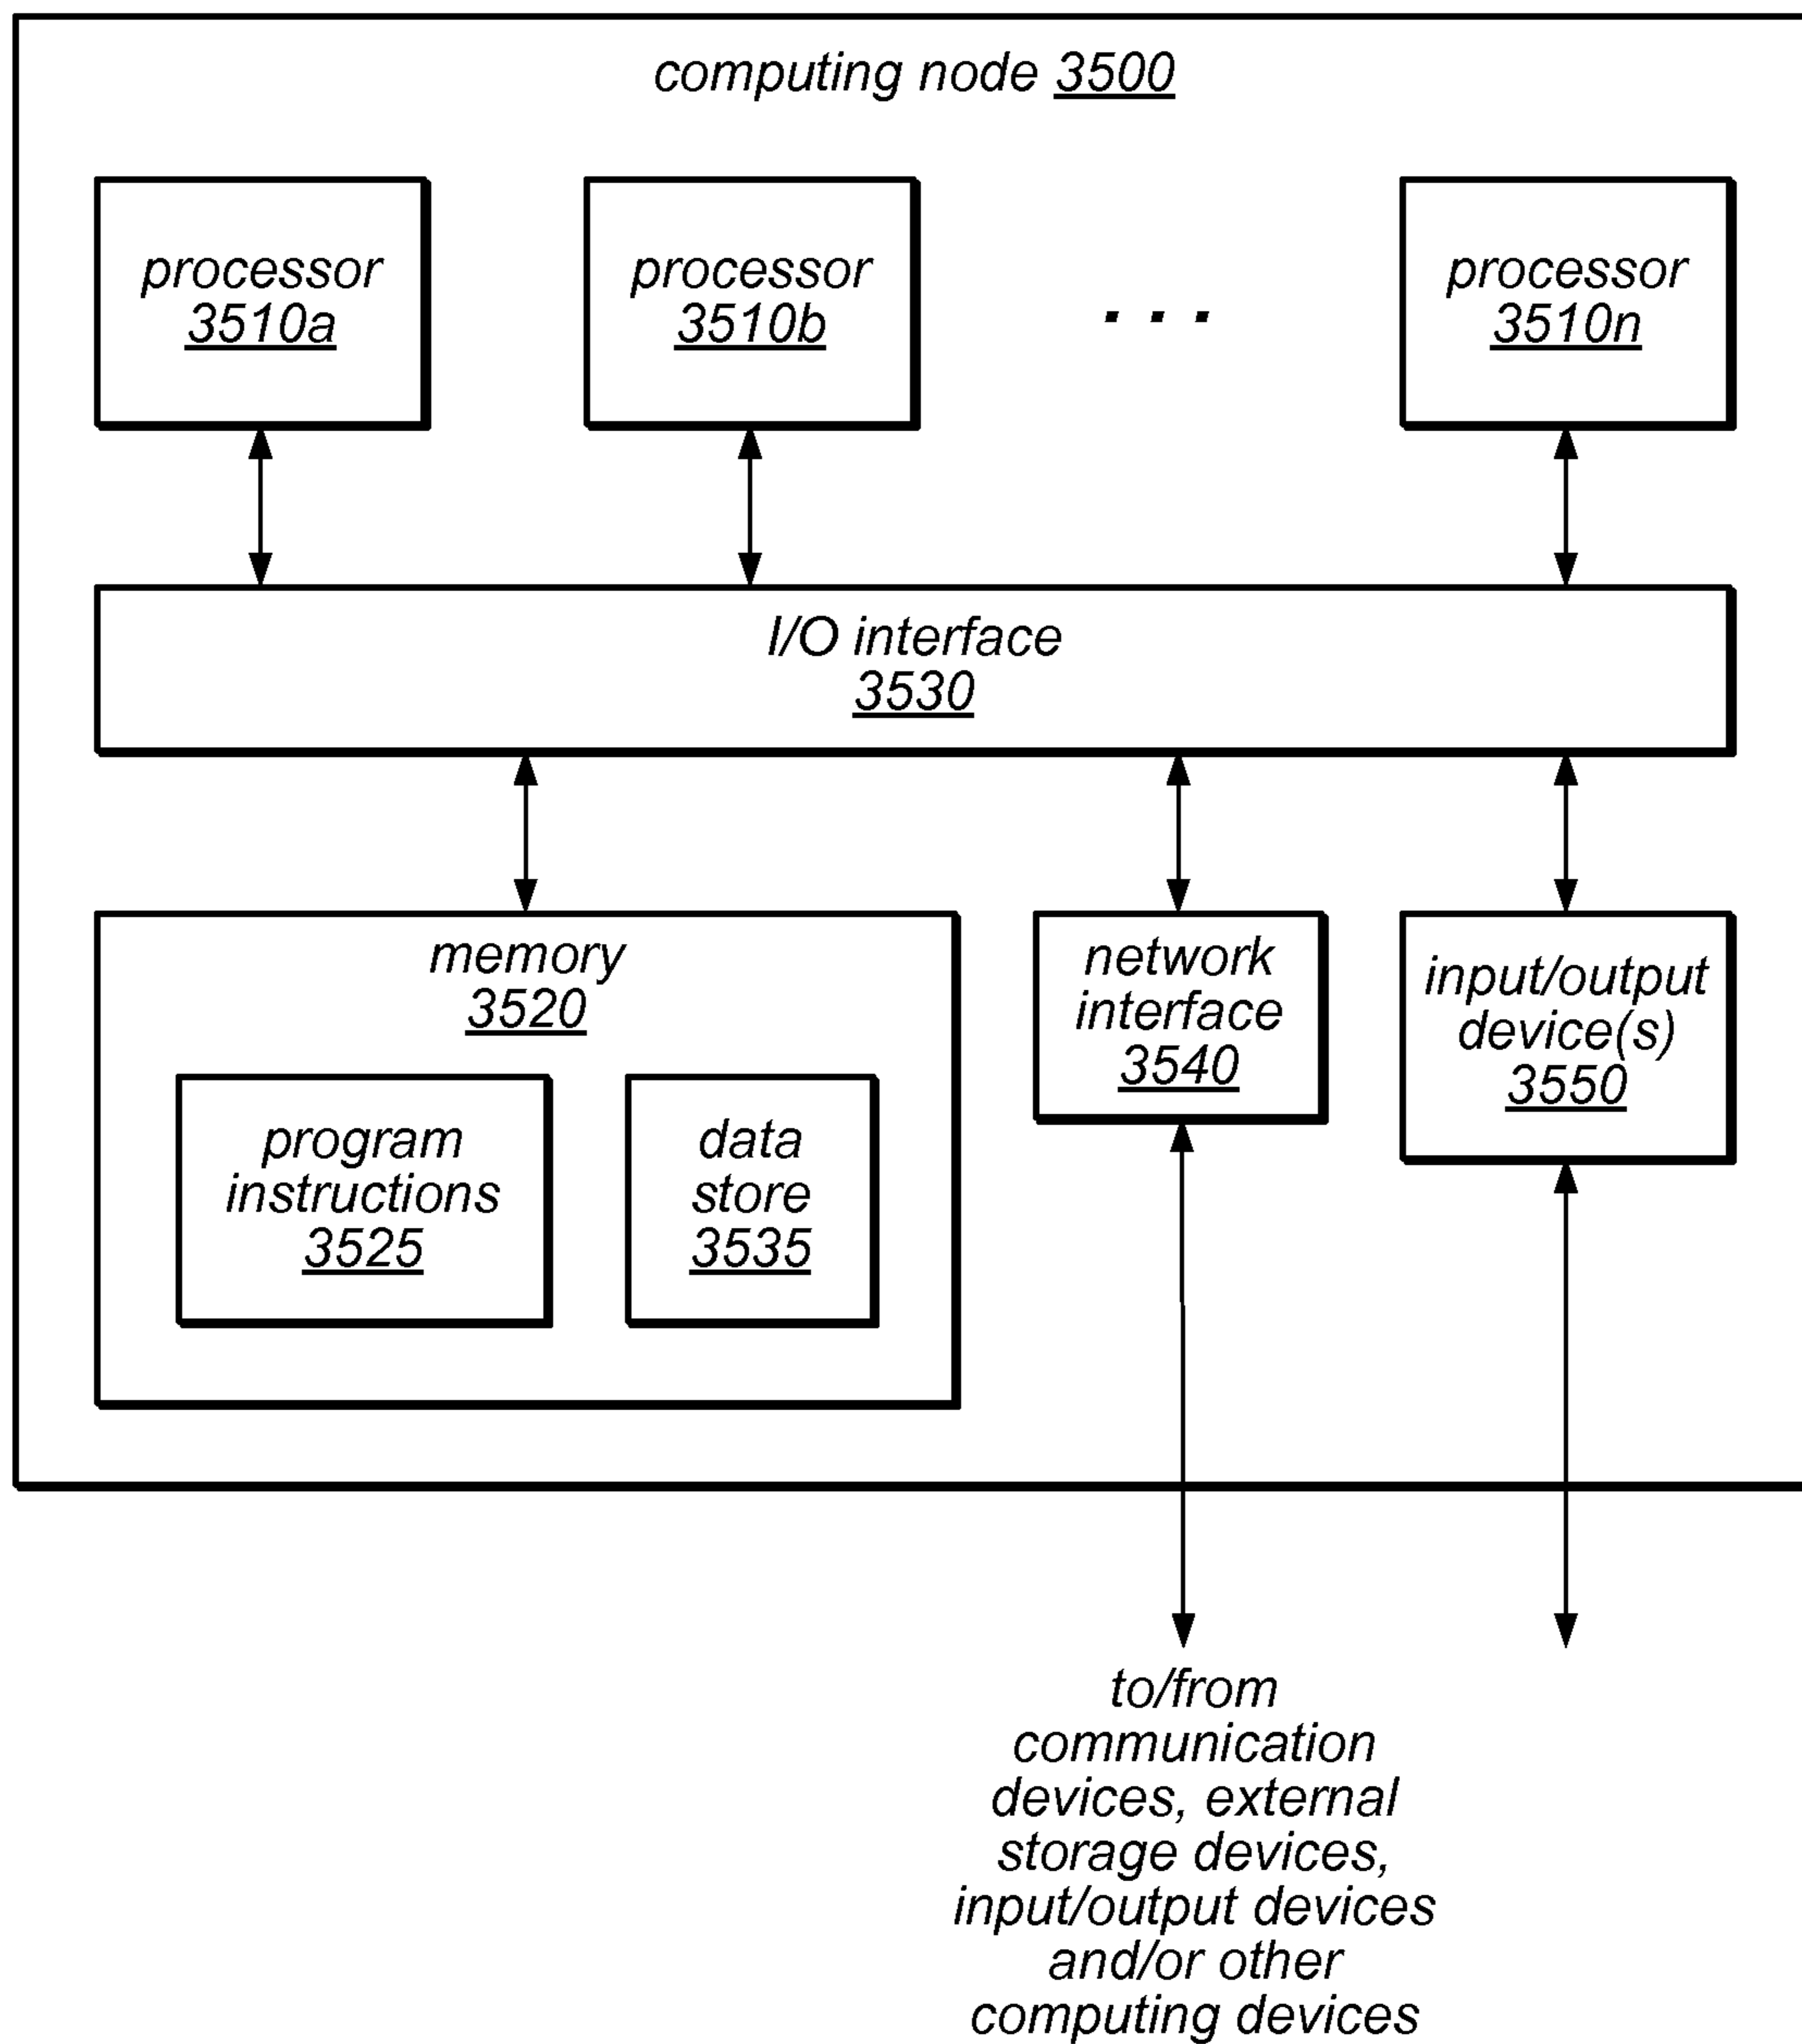 computing node 3500
processor
3510a
processor
3510b
. . .
processor
3510n
I/O interface
3530
memory
3520
program
instructions
3525
data
store
3535
network
interface
3540
input/output
device(s)
3550
to/from
communication
devices, external
storage devices,
input/output devices
and/or other
computing devices